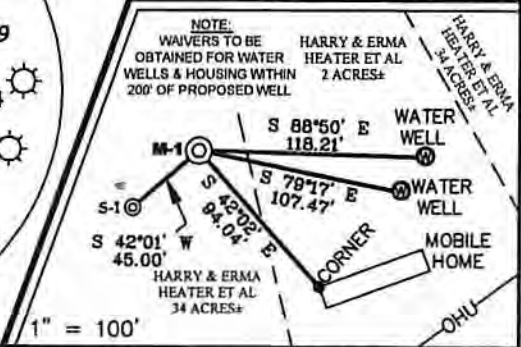 9
NOTE:
WAIVERS TO BE
OBTAINED FOR WATER
WELLS & HOUSING WITHIN
200' OF PROPOSED WELL
HARRY & ERMA
HEATER ET AL
2 ACRES±
HARRY & ERMA
HEATER ET AL
34 ACRES±
S 88°50' E
118.21'
WATER
WELL
W
M-1
S 79°17' E
107.47'
W
WATER
WELL
S-1
S 42°02' E
94.04'
S 42°01' W
45.00'
CORNER
MOBILE
HOME
HARRY & ERMA
HEATER ET AL
34 ACRES±
1" = 100'
OHU